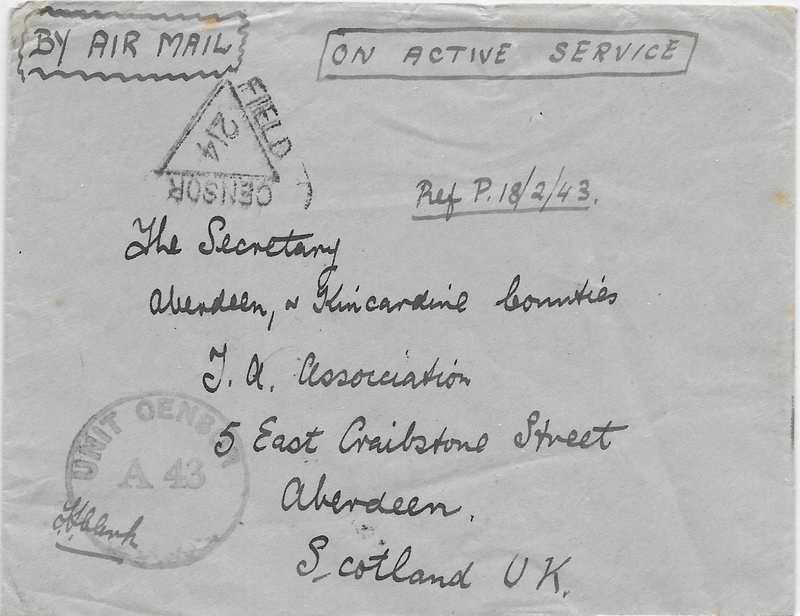 BY AIR MAIL
ON ACTIVE SERVICE
FIELD
214
CENSOR
Ref P. 18/2/43.
The Secretary
Aberdeen, & Kincardine Counties
T. A. Association
5 East Craibstone Street
Aberdeen.
Scotland UK.
UNIT CENSOR
A 43